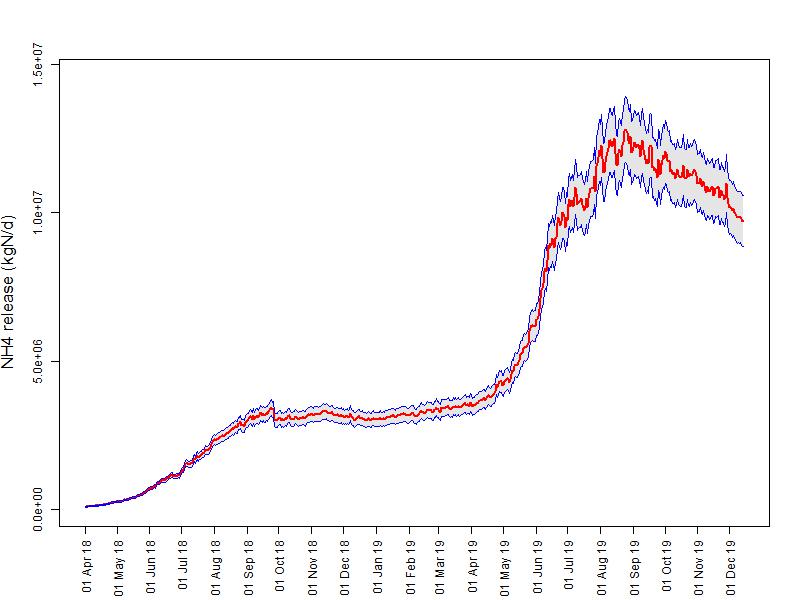 NH4 release (kgN/d)
1.5e+07
1.0e+07
5.0e+06
0.0e+00
01 Apr 18
01 May 18
01 Jun 18
01 Jul 18
01 Aug 18
01 Sep 18
01 Oct 18
01 Nov 18
01 Dec 18
01 Jan 19
01 Feb 19
01 Mar 19
01 Apr 19
01 May 19
01 Jun 19
01 Jul 19
01 Aug 19
01 Sep 19
01 Oct 19
01 Nov 19
01 Dec 19